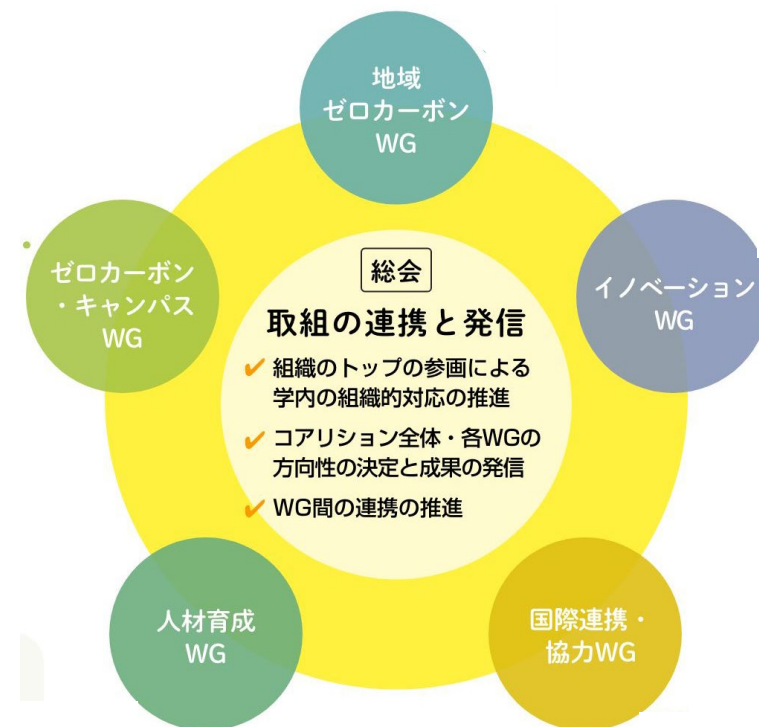 地域
ゼロカーボン
WG
ゼロカーボン
・キャンパス
WG
イノベーション
WG
総会
取組の連携と発信
✔ 組織のトップの参画による
学内の組織的対応の推進
✔ コアリション全体・各WGの
方向性の決定と成果の発信
✔ WG間の連携の推進
人材育成
WG
国際連携・
協力WG